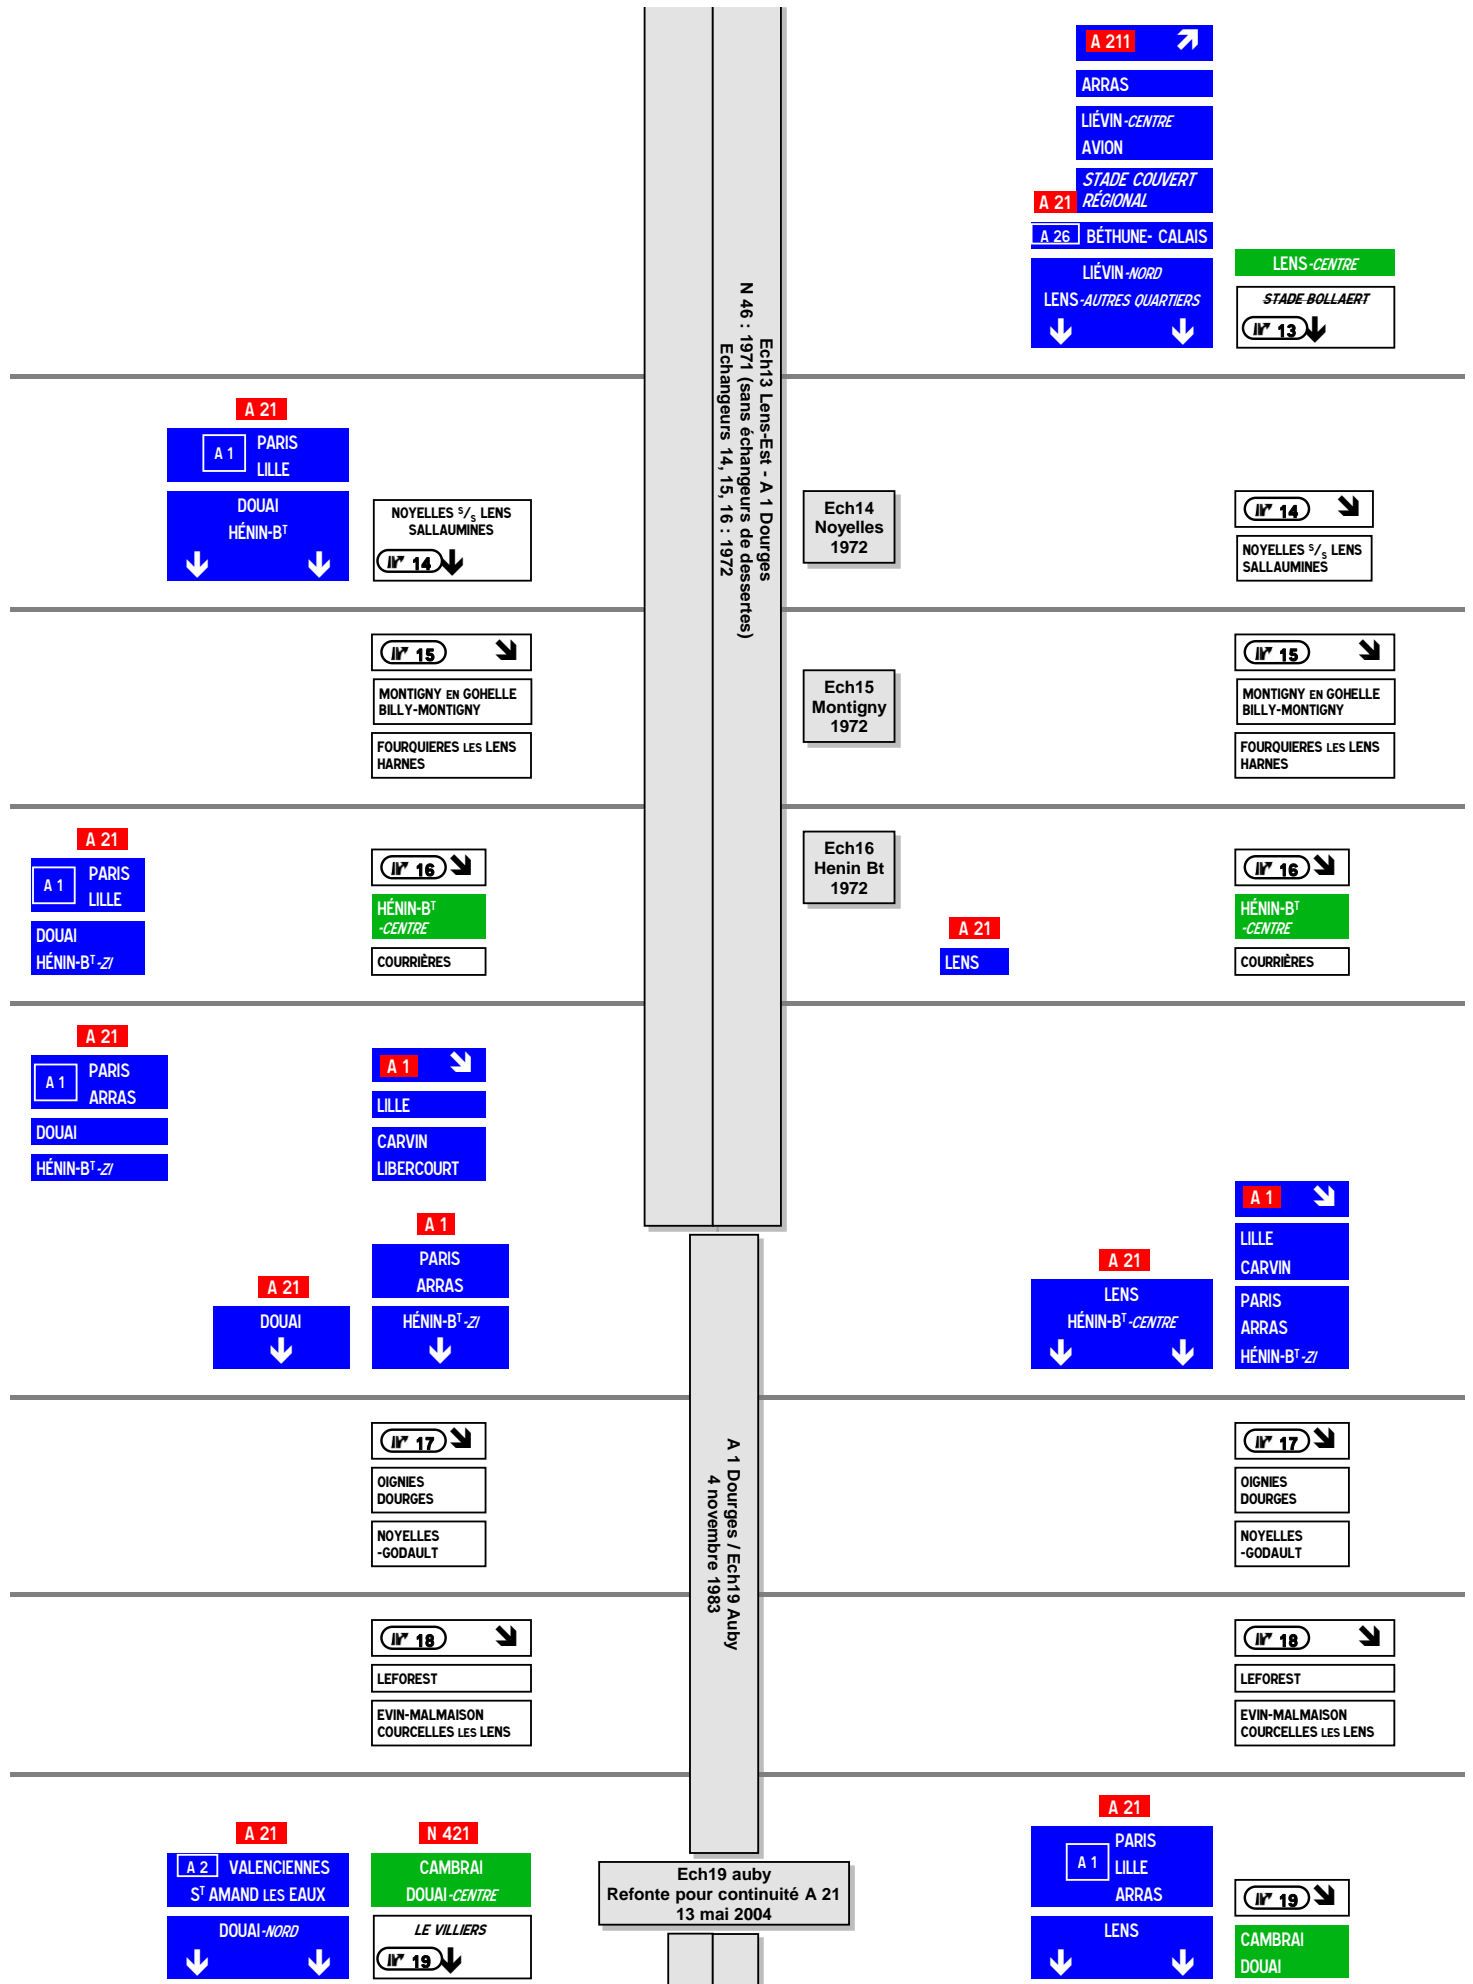 A 211
ARRAS
LIÉVIN-CENTRE
AVION
STADE COUVERT
RÉGIONAL
A 21
A 26 BÉTHUNE- CALAIS
LIÉVIN-NORD
LENS-AUTRES QUARTIERS
LENS-CENTRE
STADE BOLLAERT
13
Ech13 Lens-Est - A 1 Dourges
N 46 : 1971 (sans échangeurs de dessertes)
Echangeurs 14, 15, 16 : 1972
A 21
A 1
PARIS
LILLE
DOUAI
HÉNIN-BT
NOYELLES S/S LENS
SALLAUMINES
14
Ech14
Noyelles
1972
14
NOYELLES S/S LENS
SALLAUMINES
15
MONTIGNY EN GOHELLE
BILLY-MONTIGNY
FOURQUIERES LES LENS
HARNES
Ech15
Montigny
1972
15
MONTIGNY EN GOHELLE
BILLY-MONTIGNY
FOURQUIERES LES LENS
HARNES
A 21
A 1
PARIS
LILLE
DOUAI
HÉNIN-BT-ZI
16
HÉNIN-BT
-CENTRE
COURRIÈRES
Ech16
Henin Bt
1972
A 21
LENS
16
HÉNIN-BT
-CENTRE
COURRIÈRES
A 21
A 1
PARIS
ARRAS
DOUAI
HÉNIN-BT-ZI
A 1
LILLE
CARVIN
LIBERCOURT
A 21
DOUAI
A 1
PARIS
ARRAS
HÉNIN-BT-ZI
A 21
LENS
HÉNIN-BT-CENTRE
A 1
LILLE
CARVIN
PARIS
ARRAS
HÉNIN-BT-ZI
A 1 Dourges / Ech19 Auby
4 novembre 1983
17
OIGNIES
DOURGES
NOYELLES
-GODAULT
17
OIGNIES
DOURGES
NOYELLES
-GODAULT
18
LEFOREST
EVIN-MALMAISON
COURCELLES LES LENS
18
LEFOREST
EVIN-MALMAISON
COURCELLES LES LENS
A 21
A 2 VALENCIENNES
ST AMAND LES EAUX
DOUAI-NORD
N 421
CAMBRAI
DOUAI-CENTRE
LE VILLIERS
19
Ech19 auby
Refonte pour continuité A 21
13 mai 2004
A 21
A 1
PARIS
LILLE
ARRAS
LENS
19
CAMBRAI
DOUAI